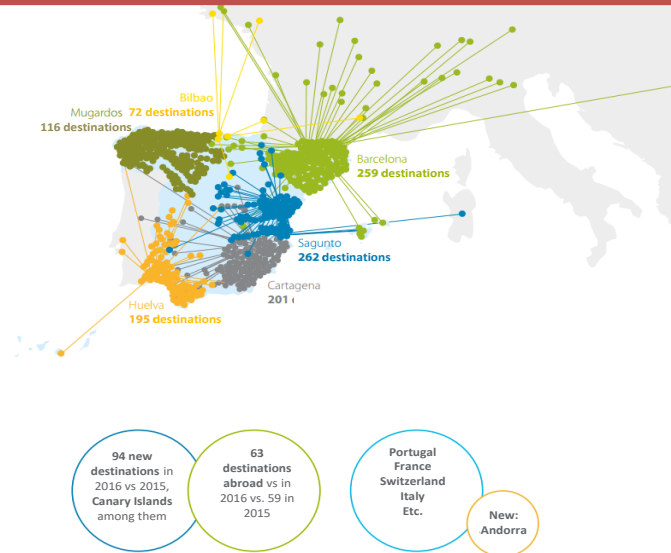 Bilbao
72 destinations
Mugardos
116 destinations
Barcelona
259 destinations
Sagunto
262 destinations
Cartagena
201
Huelva
195 destinations
94 new
destinations in
2016 vs 2015,
Canary Islands
among them
63
destinations
abroad vs in
2016 vs. 59 in
2015
Portugal
France
Switzerland
Italy
Etc.
New:
Andorra